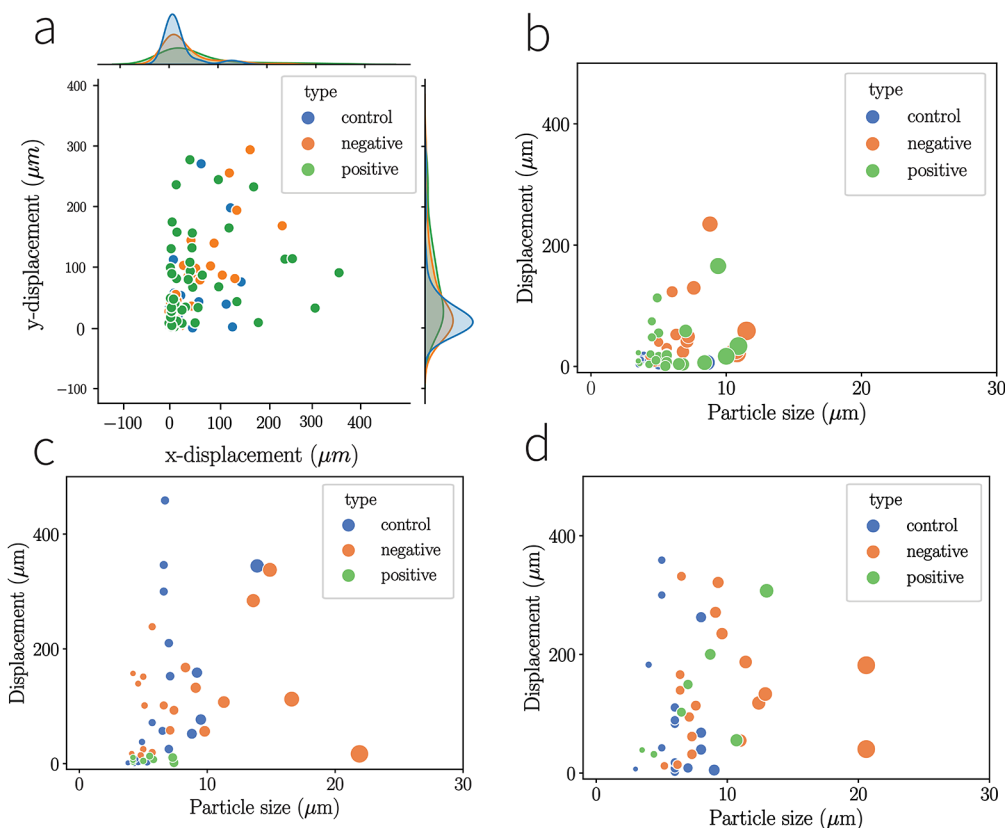 a
type
control
negative
positive
400
300
200
100
0
−100
y-displacement (μm)
−100
0
100
200
300
400
x-displacement (μm)
b
type
control
negative
positive
400
200
0
Displacement (μm)
0
10
20
30
Particle size (μm)
c
type
control
negative
positive
400
200
0
Displacement (μm)
0
10
20
30
Particle size (μm)
d
type
control
negative
positive
400
200
0
Displacement (μm)
0
10
20
30
Particle size (μm)